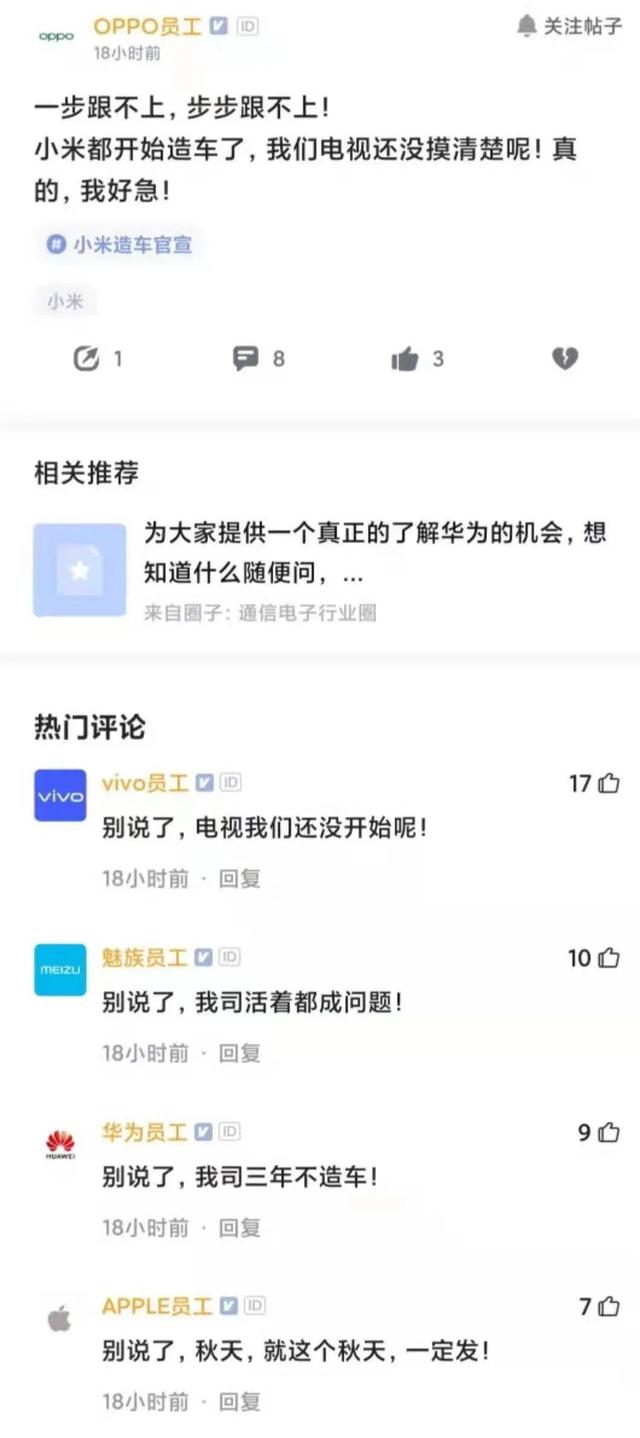 oppo OPPO员工 V ID 关注帖子
18小时前
一步跟不上，步步跟不上！
小米都开始造车了，我们电视还没摸清楚呢！真
的，我好急！
# 小米造车官宣
小米
1 8 3
相关推荐
为大家提供一个真正的了解华为的机会，想
知道什么随便问，...
来自圈子：通信电子行业圈
热门评论
vivo vivo员工 V ID 17
别说了，电视我们还没开始呢！
18小时前 · 回复
MEIZU 魅族员工 V ID 10
别说了，我司活着都成问题！
18小时前 · 回复
HUAWEI 华为员工 V ID 9
别说了，我司三年不造车！
18小时前 · 回复
APPLE员工 V ID 7
别说了，秋天，就这个秋天，一定发！
18小时前 · 回复